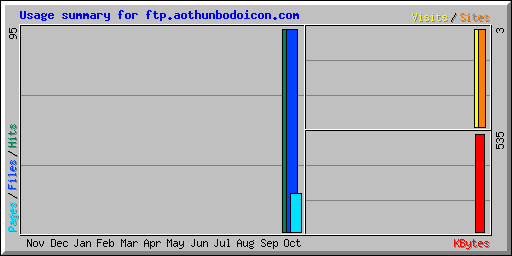 Usage summary for ftp.aothunbodoicon.com
Visits/Sites
95
3
Pages/Files/Hits
535
Nov Dec Jan Feb Mar Apr May Jun Jul Aug Sep Oct
KBytes